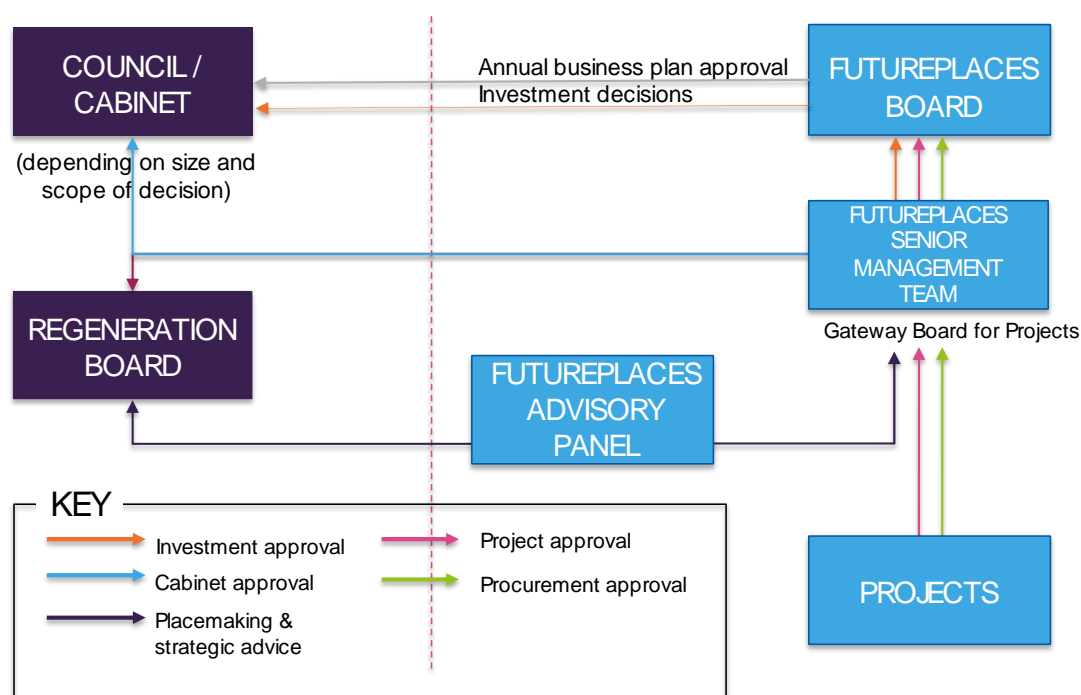 COUNCIL /
CABINET
(depending on size and
scope of decision)
Annual business plan approval
Investment decisions
FUTUREPLACES
BOARD
FUTUREPLACES
SENIOR
MANAGEMENT
TEAM
Gateway Board for Projects
REGENERATION
BOARD
FUTUREPLACES
ADVISORY
PANEL
KEY
Investment approval
Cabinet approval
Placemaking &
strategic advice
Project approval
Procurement approval
PROJECTS